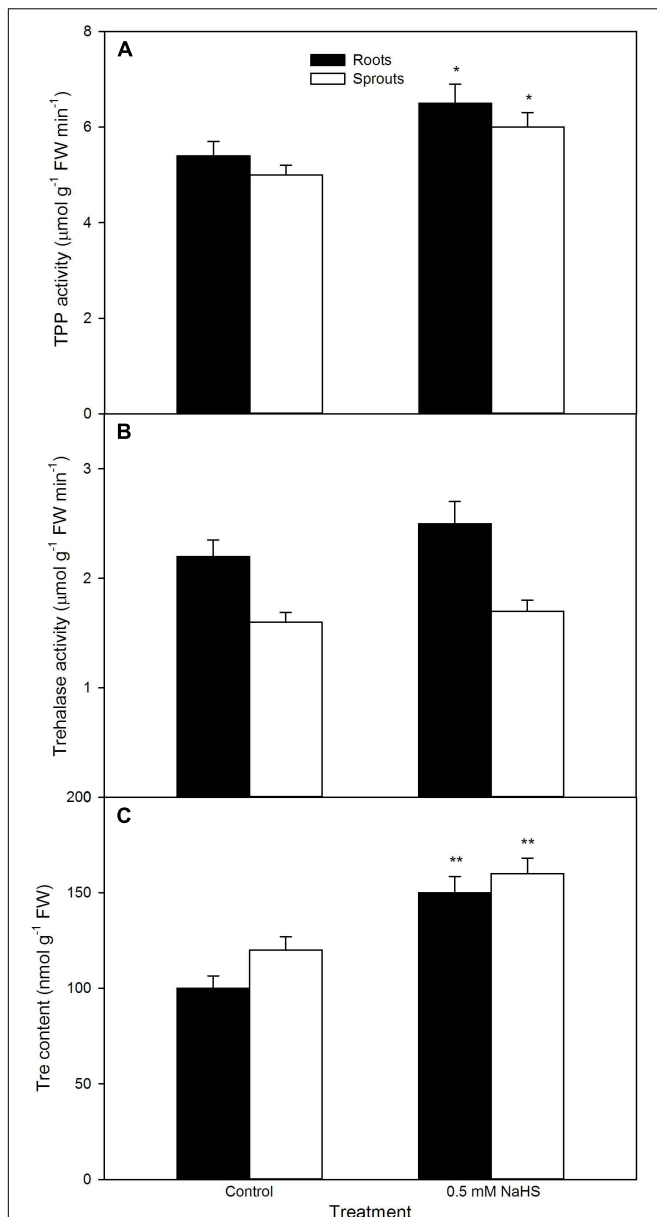 A
Roots
Sprouts
*
*
8
6
4
2
0
TPP activity (μmol g⁻¹ FW min⁻¹)
B
3
2
1
Trehalase activity (μmol g⁻¹ FW min⁻¹)
C
**
**
200
150
100
50
0
Tre content (nmol g⁻¹ FW)
Control
0.5 mM NaHS
Treatment